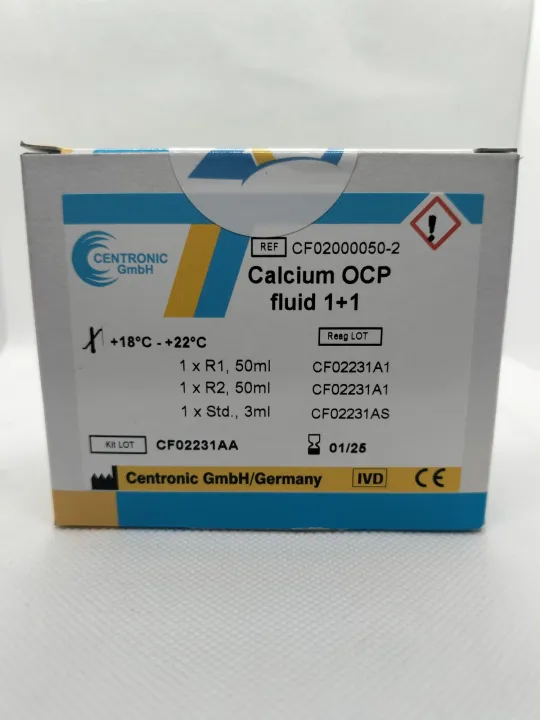 CENTRONIC
GmbH
REF CF02000050-2
Calcium OCP
fluid 1+1
+18°C - +22°C
Reag LOT
1 x R1, 50ml CF02231A1
1 x R2, 50ml CF02231A1
1 x Std., 3ml CF02231AS
Kit LOT CF02231AA 01/25
Centronic GmbH/Germany IVD CE